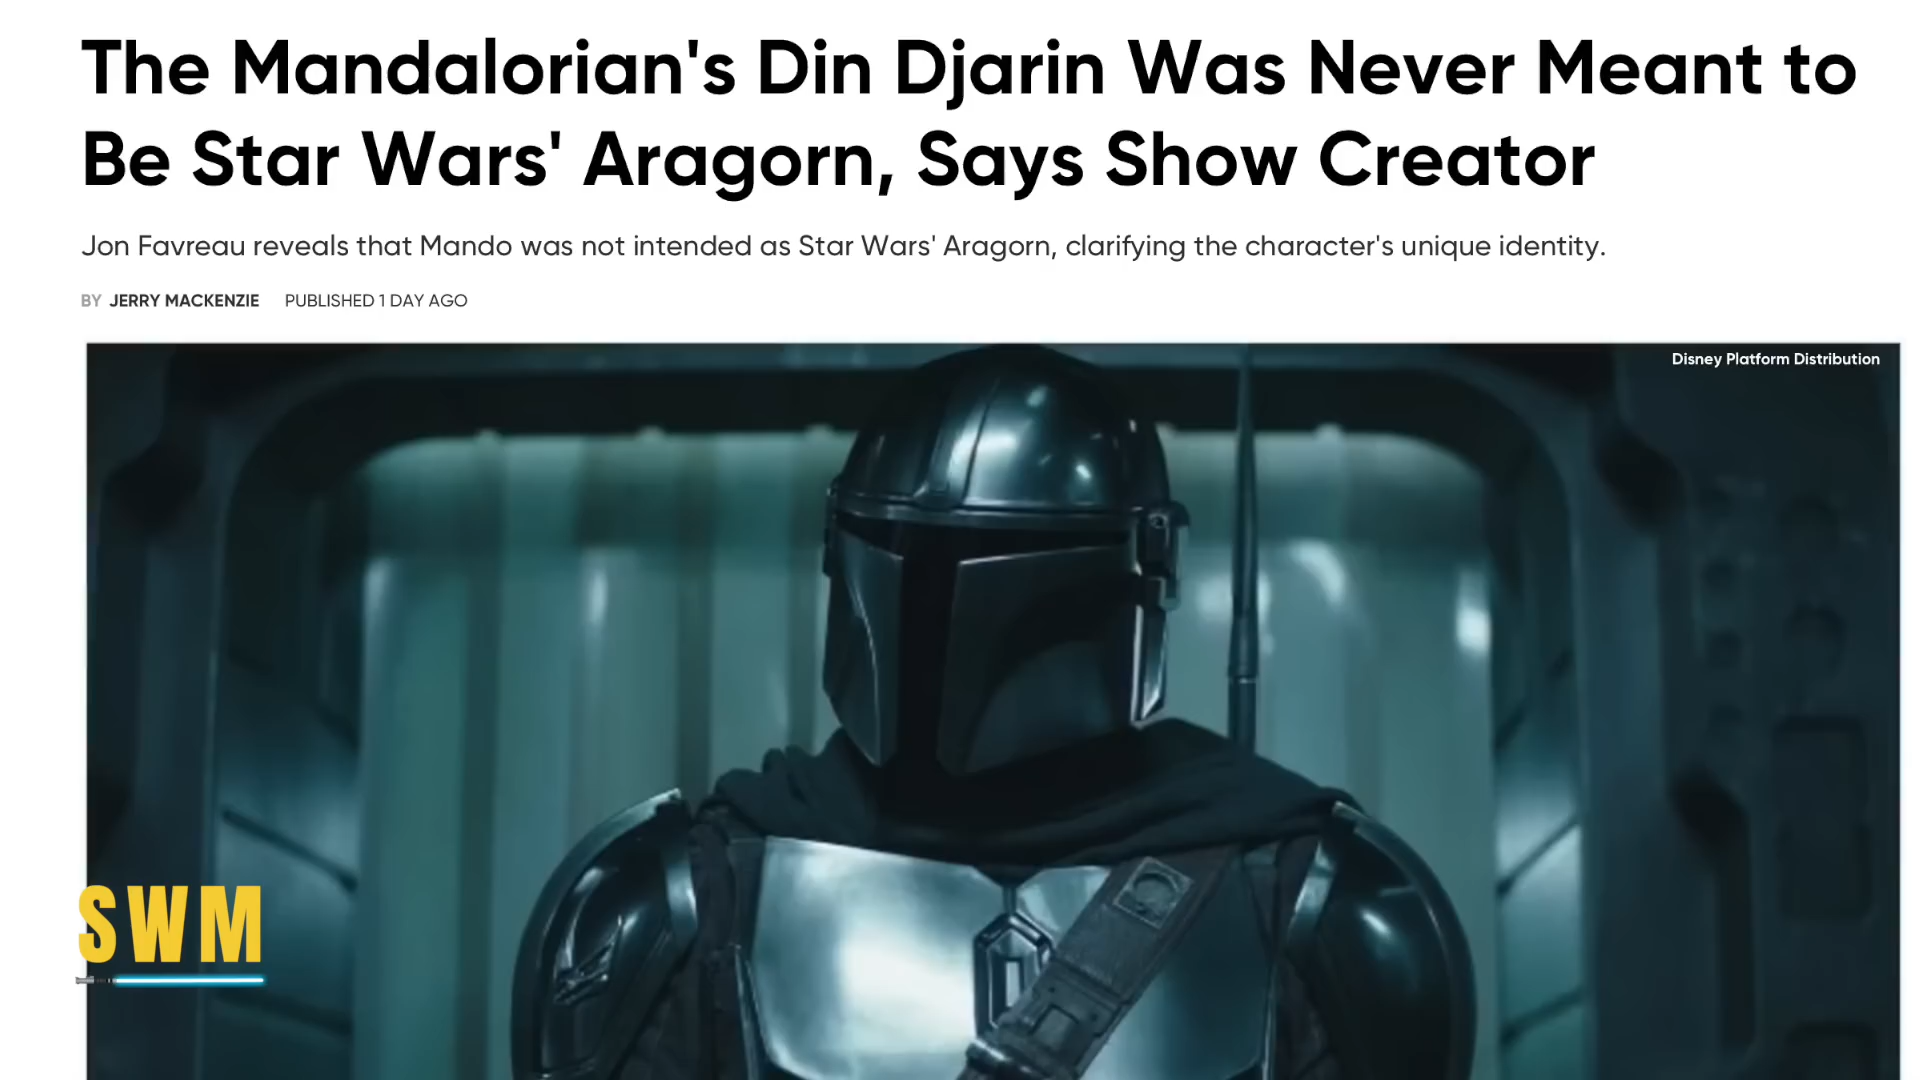 The Mandalorian's Din Djarin Was Never Meant to
Be Star Wars' Aragorn, Says Show Creator
Jon Favreau reveals that Mando was not intended as Star Wars' Aragorn, clarifying the character's unique identity.
BY JERRY MACKENZIE PUBLISHED 1 DAY AGO
Disney Platform Distribution
SWM